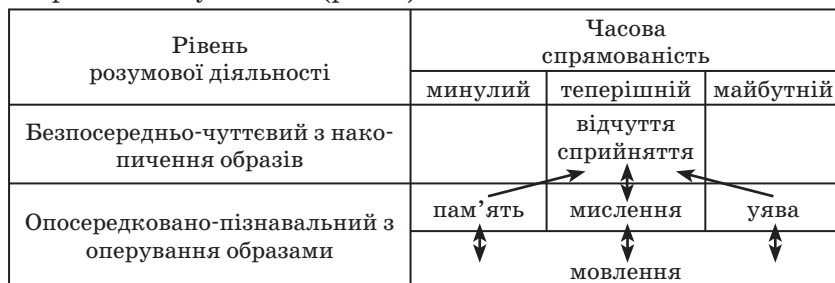 Рівень
розумової діяльності
Часова
спрямованість
минулий теперішній майбутній
Безпосередньо-чуттєвий з нако-
пичення образів
відчуття
сприйняття
Опосередковано-пізнавальний з
оперування образами
пам’ять мислення уява
мовлення